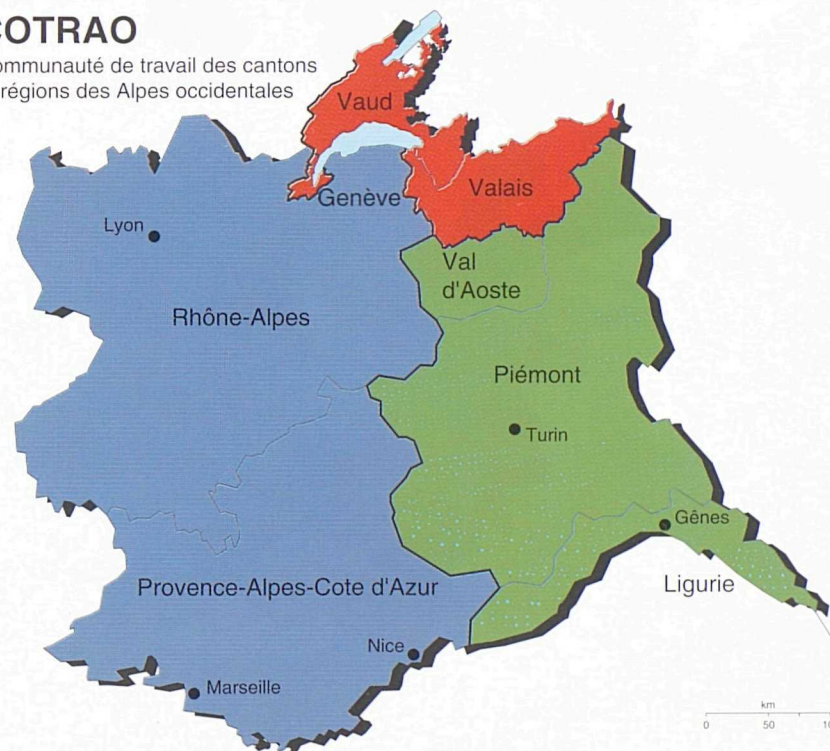 COTRAO
ommunauté de travail des cantons
régions des Alpes occidentales
Vaud
Genève
Valais
Lyon
Val
d'Aoste
Rhône-Alpes
Piémont
Turin
Gênes
Provence-Alpes-Cote d'Azur
Ligurie
Nice
Marseille
km
0 50 10